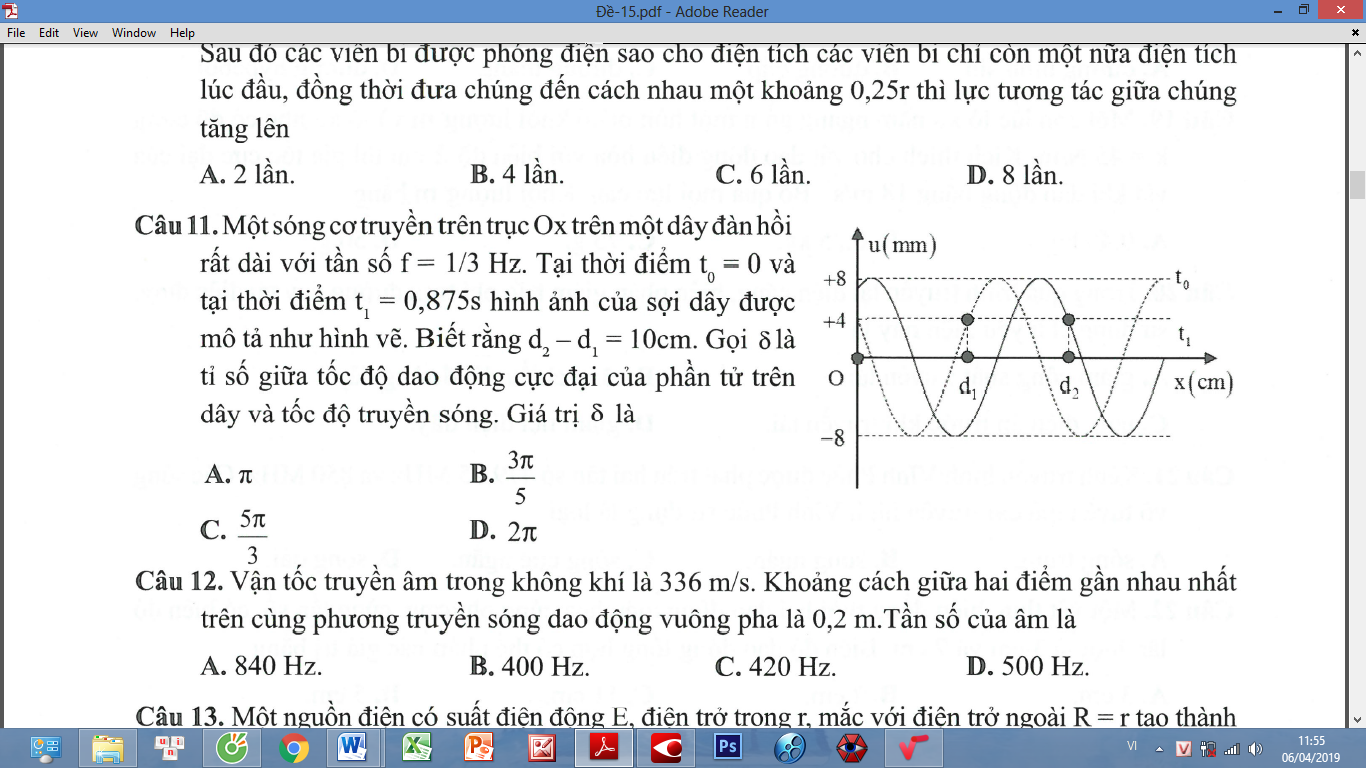 Đề-15.pdf - Adobe Reader
File Edit View Window Help
Sau đó các viên bi được phóng điện sao cho điện tích các viên bi chỉ còn một nữa điện tích
lúc đầu, đồng thời đưa chúng đến cách nhau một khoảng 0,25r thì lực tương tác giữa chúng
tăng lên
A. 2 lần. B. 4 lần. C. 6 lần. D. 8 lần.
Câu 11. Một sóng cơ truyền trên trục Ox trên một dây đàn hồi
rất dài với tần số f = 1/3 Hz. Tại thời điểm t₀ = 0 và
tại thời điểm t₁ = 0,875s hình ảnh của sợi dây được
mô tả như hình vẽ. Biết rằng d₂ – d₁ = 10cm. Gọi δ là
tỉ số giữa tốc độ dao động cực đại của phần tử trên
dây và tốc độ truyền sóng. Giá trị δ là
u(mm)
+8
t₀
+4
t₁
O
d₁
d₂
x(cm)
−8
A. π B. 3π/5
C. 5π/3 D. 2π
Câu 12. Vận tốc truyền âm trong không khí là 336 m/s. Khoảng cách giữa hai điểm gần nhau nhất
trên cùng phương truyền sóng dao động vuông pha là 0,2 m.Tần số của âm là
A. 840 Hz. B. 400 Hz. C. 420 Hz. D. 500 Hz.
Câu 13. Một nguồn điện có suất điện động E, điện trở trong r, mắc với điện trở ngoài R = r tạo thành
VI
11:55
06/04/2019